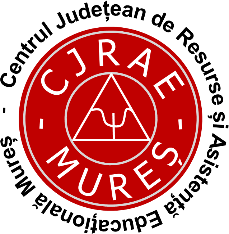 Centrul Județean de Resurse și Asistență Educațională Mureș -
- CJRAE -
MUREȘ
Ψ